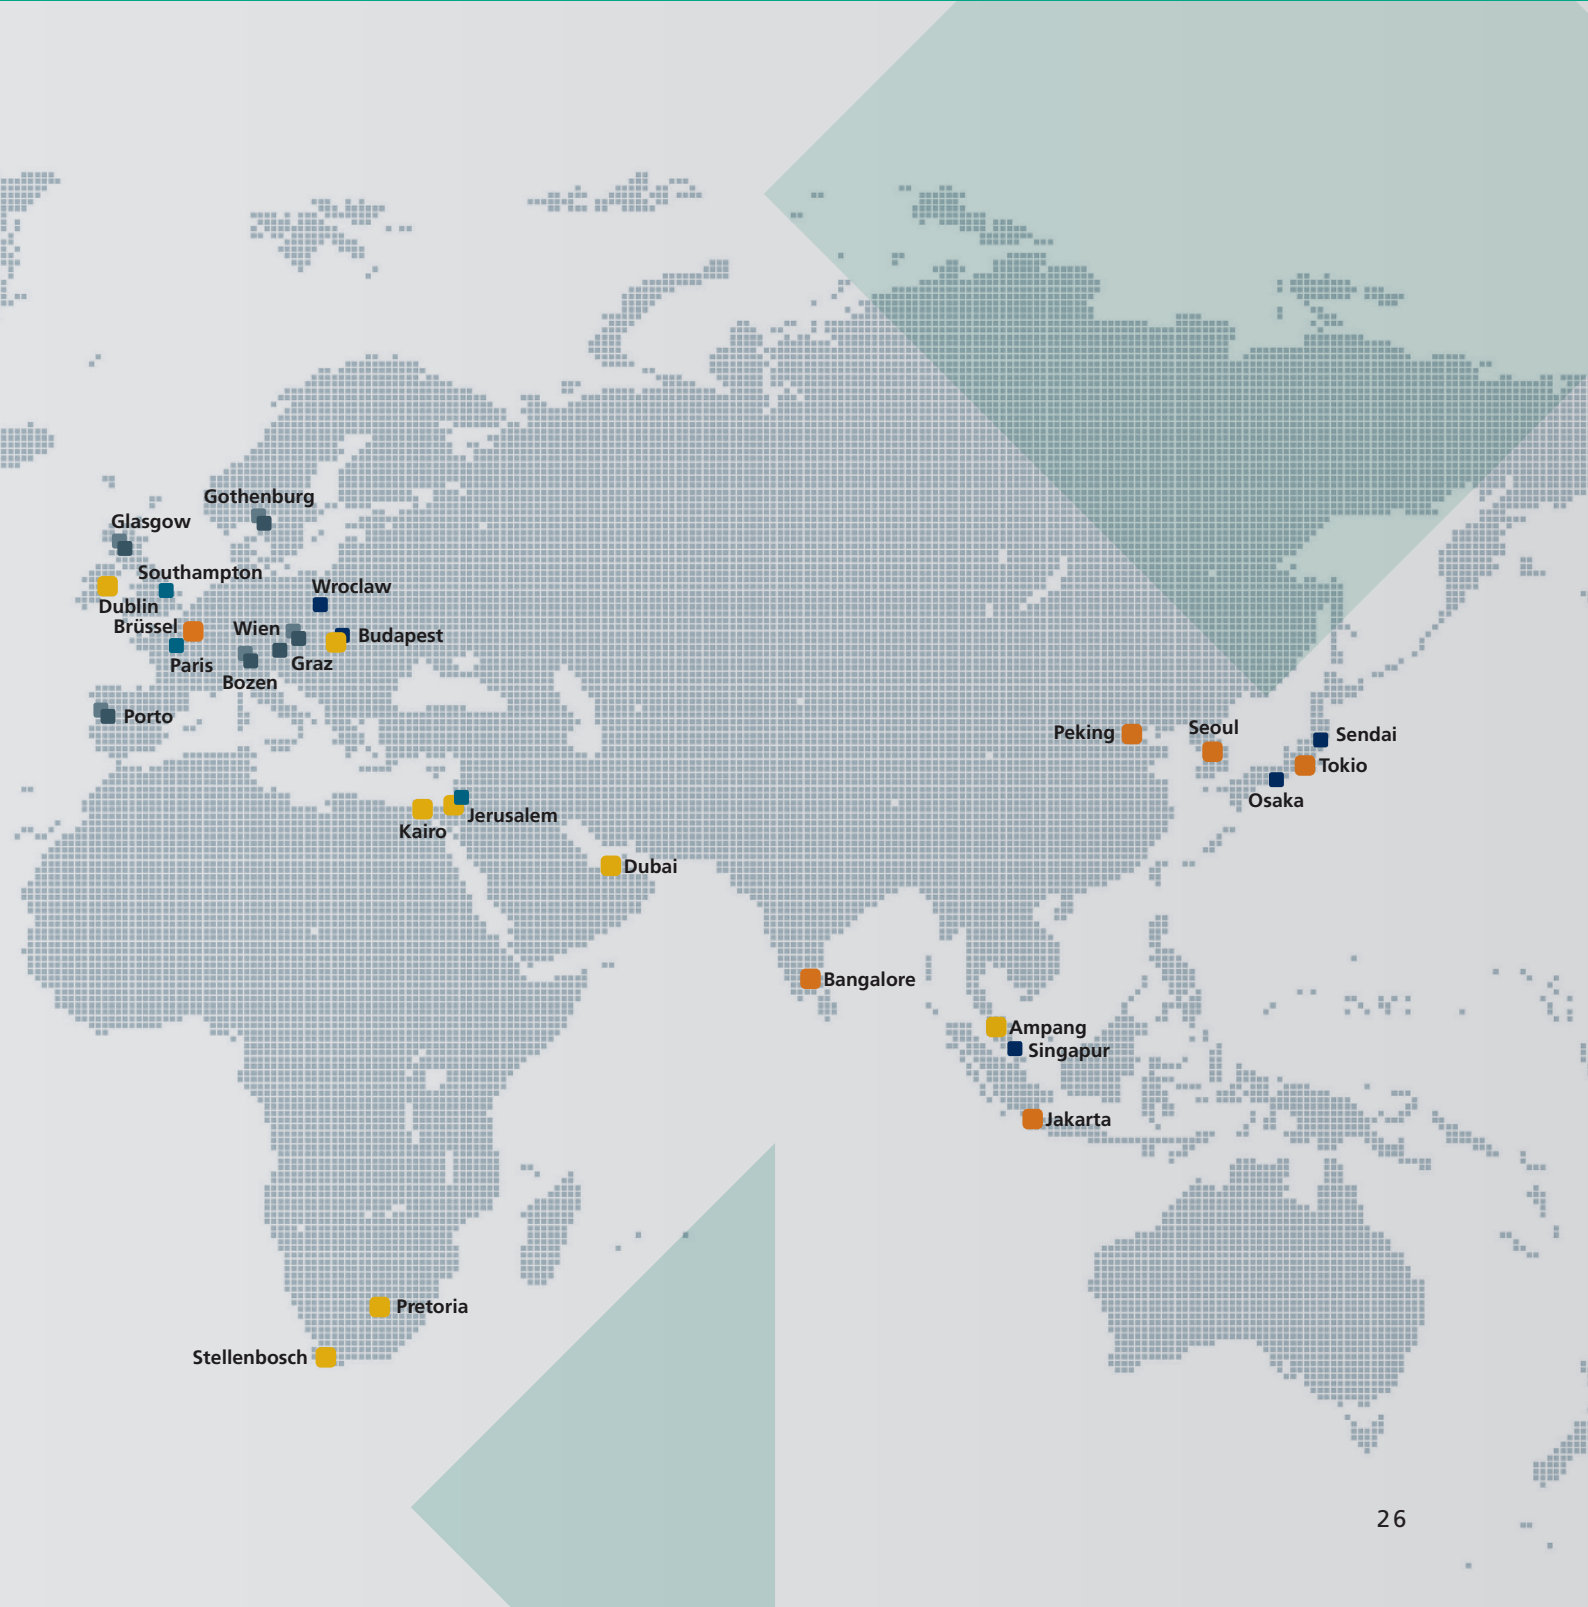 Gothenburg
Glasgow
Southampton
Wroclaw
Dublin
Brüssel
Wien
Budapest
Paris
Graz
Bozen
Porto
Peking
Seoul
Sendai
Tokio
Osaka
Jerusalem
Kairo
Dubai
Bangalore
Ampang
Singapur
Jakarta
Pretoria
Stellenbosch
26